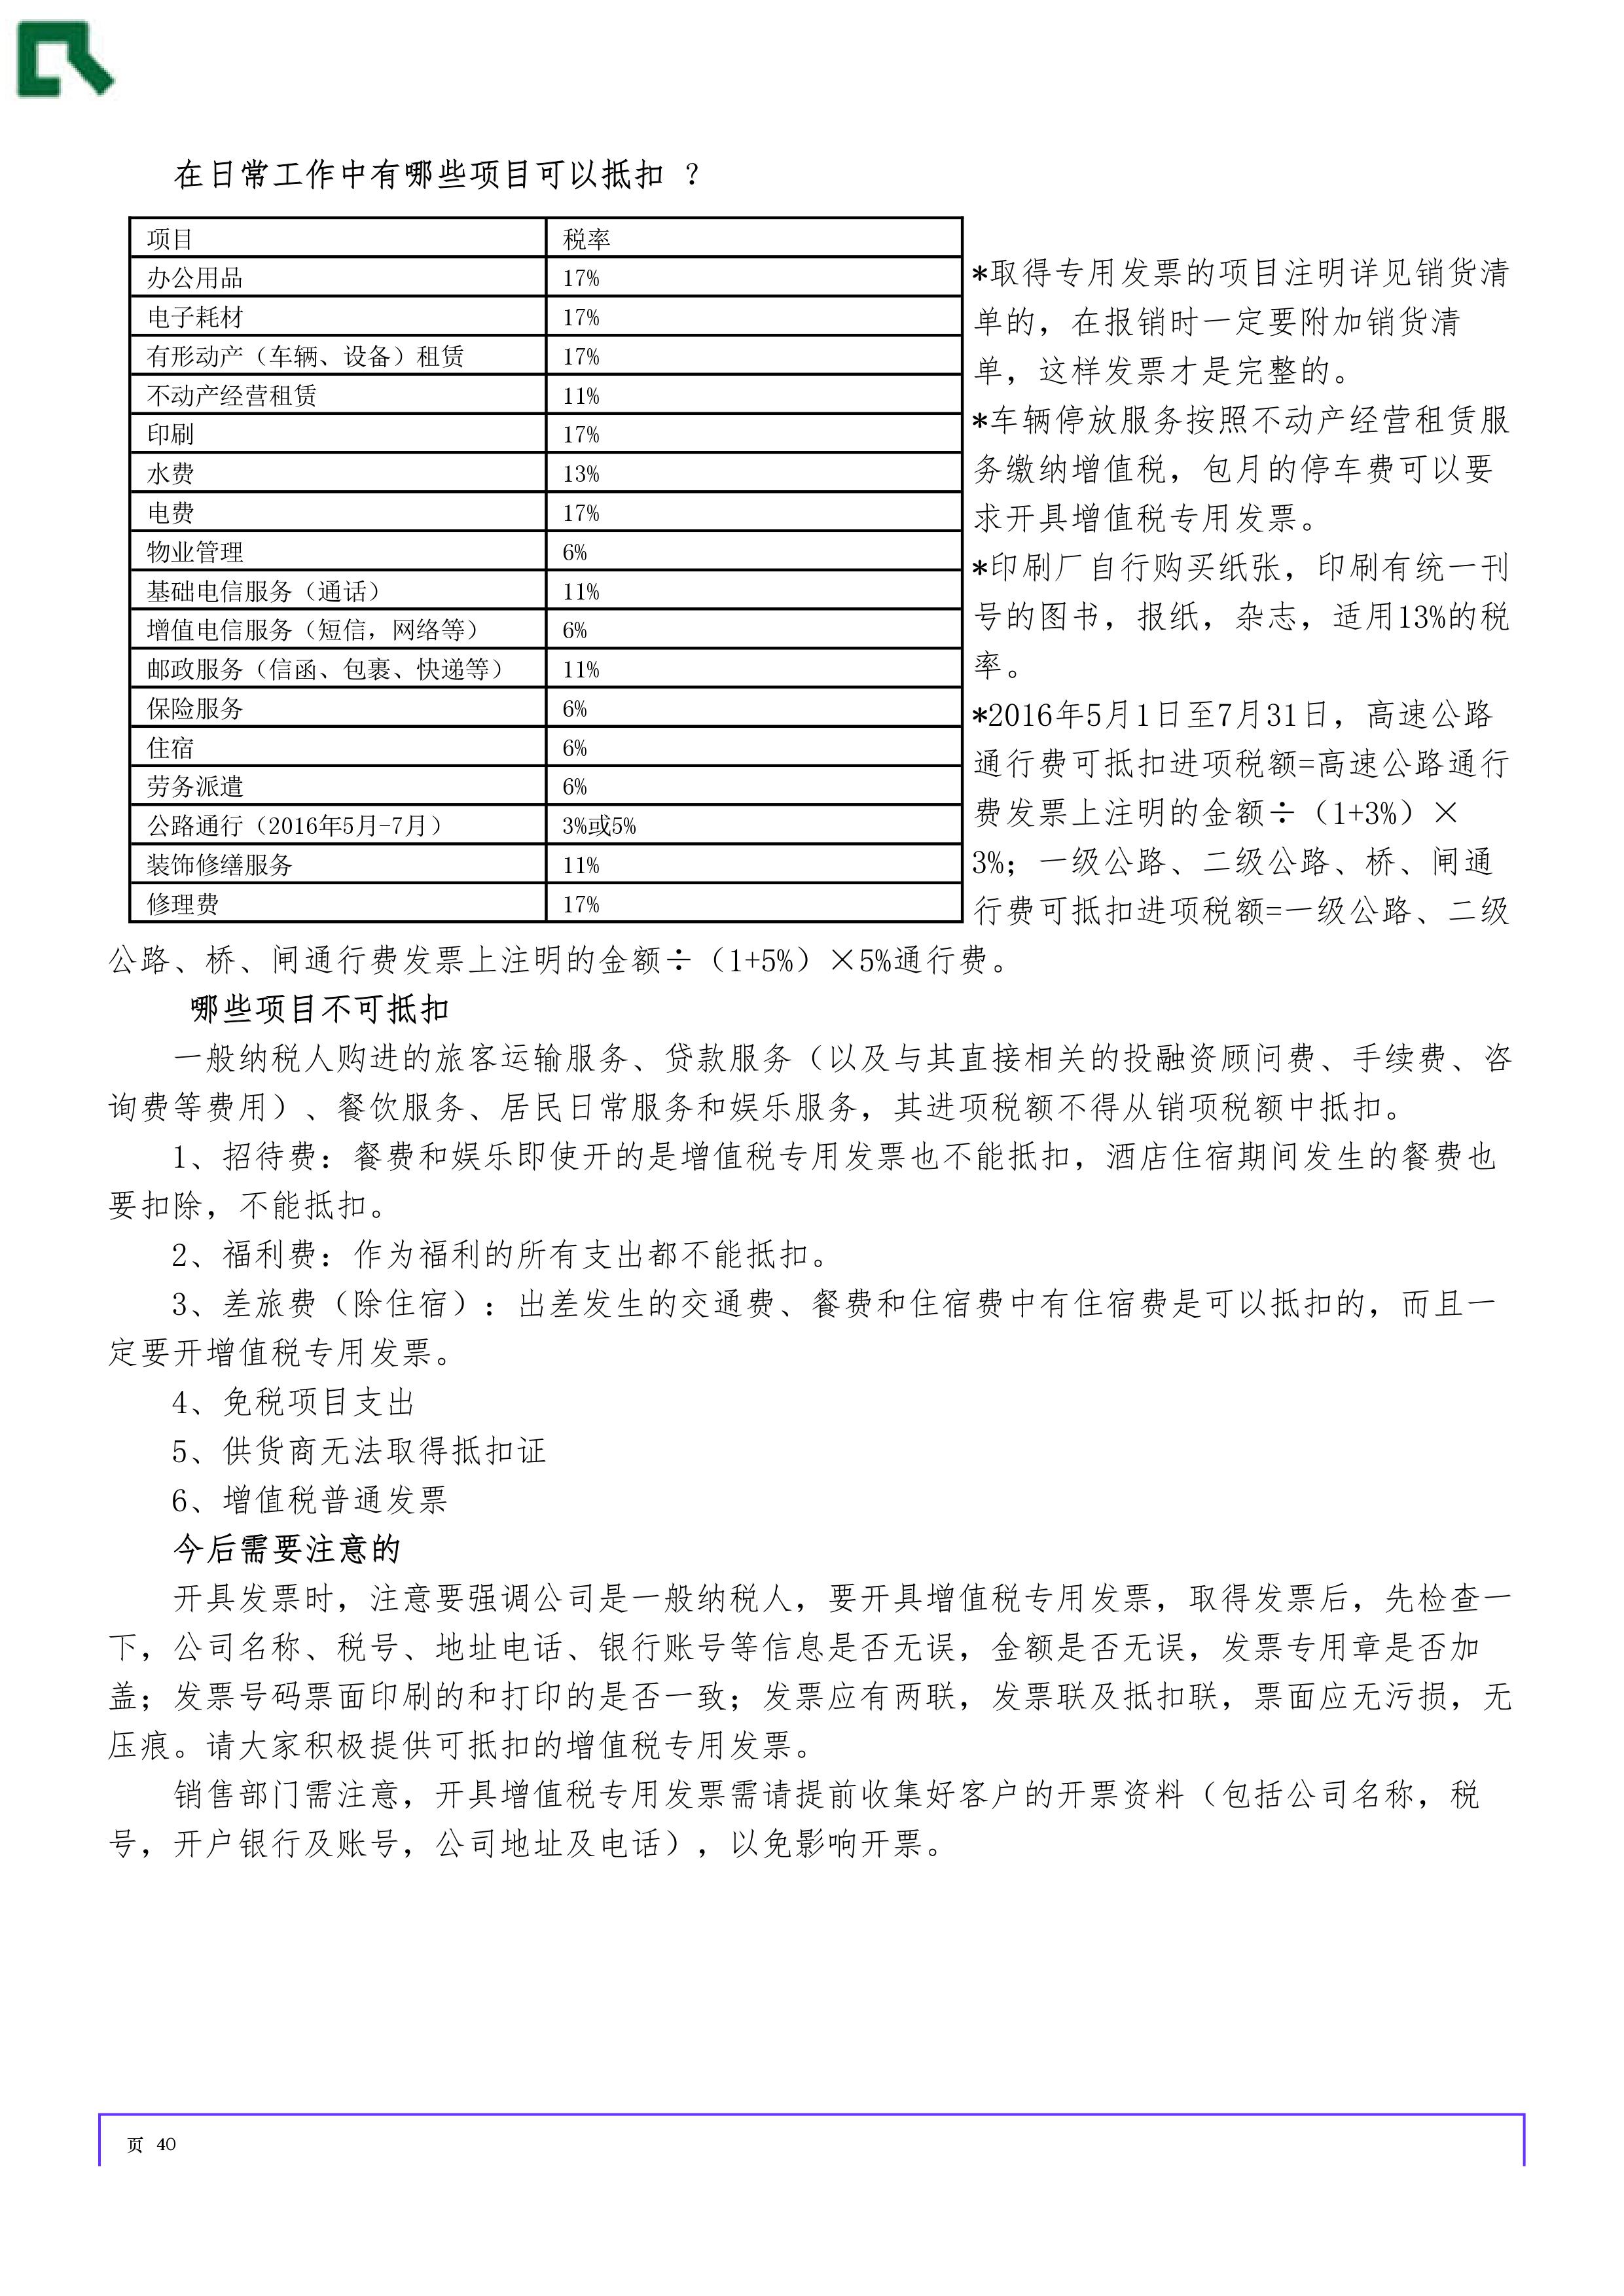 在日常工作中有哪些项目可以抵扣 ？
项目 税率
办公用品 17%
电子耗材 17%
有形动产（车辆、设备）租赁 17%
不动产经营租赁 11%
印刷 17%
水费 13%
电费 17%
物业管理 6%
基础电信服务（通话） 11%
增值电信服务（短信，网络等） 6%
邮政服务（信函、包裹、快递等） 11%
保险服务 6%
住宿 6%
劳务派遣 6%
公路通行（2016年5月-7月） 3%或5%
装饰修缮服务 11%
修理费 17%
*取得专用发票的项目注明详见销货清
单的，在报销时一定要附加销货清
单，这样发票才是完整的。
*车辆停放服务按照不动产经营租赁服
务缴纳增值税，包月的停车费可以要
求开具增值税专用发票。
*印刷厂自行购买纸张，印刷有统一刊
号的图书，报纸，杂志，适用13%的税
率。
*2016年5月1日至7月31日，高速公路
通行费可抵扣进项税额=高速公路通行
费发票上注明的金额÷（1+3%）×
3%；一级公路、二级公路、桥、闸通
行费可抵扣进项税额=一级公路、二级
公路、桥、闸通行费发票上注明的金额÷（1+5%）×5%通行费。
哪些项目不可抵扣
一般纳税人购进的旅客运输服务、贷款服务（以及与其直接相关的投融资顾问费、手续费、咨
询费等费用）、餐饮服务、居民日常服务和娱乐服务，其进项税额不得从销项税额中抵扣。
1、招待费：餐费和娱乐即使开的是增值税专用发票也不能抵扣，酒店住宿期间发生的餐费也
要扣除，不能抵扣。
2、福利费：作为福利的所有支出都不能抵扣。
3、差旅费（除住宿）：出差发生的交通费、餐费和住宿费中有住宿费是可以抵扣的，而且一
定要开增值税专用发票。
4、免税项目支出
5、供货商无法取得抵扣证
6、增值税普通发票
今后需要注意的
开具发票时，注意要强调公司是一般纳税人，要开具增值税专用发票，取得发票后，先检查一
下，公司名称、税号、地址电话、银行账号等信息是否无误，金额是否无误，发票专用章是否加
盖；发票号码票面印刷的和打印的是否一致；发票应有两联，发票联及抵扣联，票面应无污损，无
压痕。请大家积极提供可抵扣的增值税专用发票。
销售部门需注意，开具增值税专用发票需请提前收集好客户的开票资料（包括公司名称，税
号，开户银行及账号，公司地址及电话），以免影响开票。
页 40